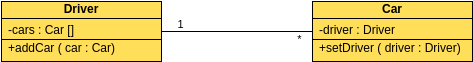 Driver
-cars : Car []
+addCar ( car : Car)
1
*
Car
-driver : Driver
+setDriver ( driver : Driver)